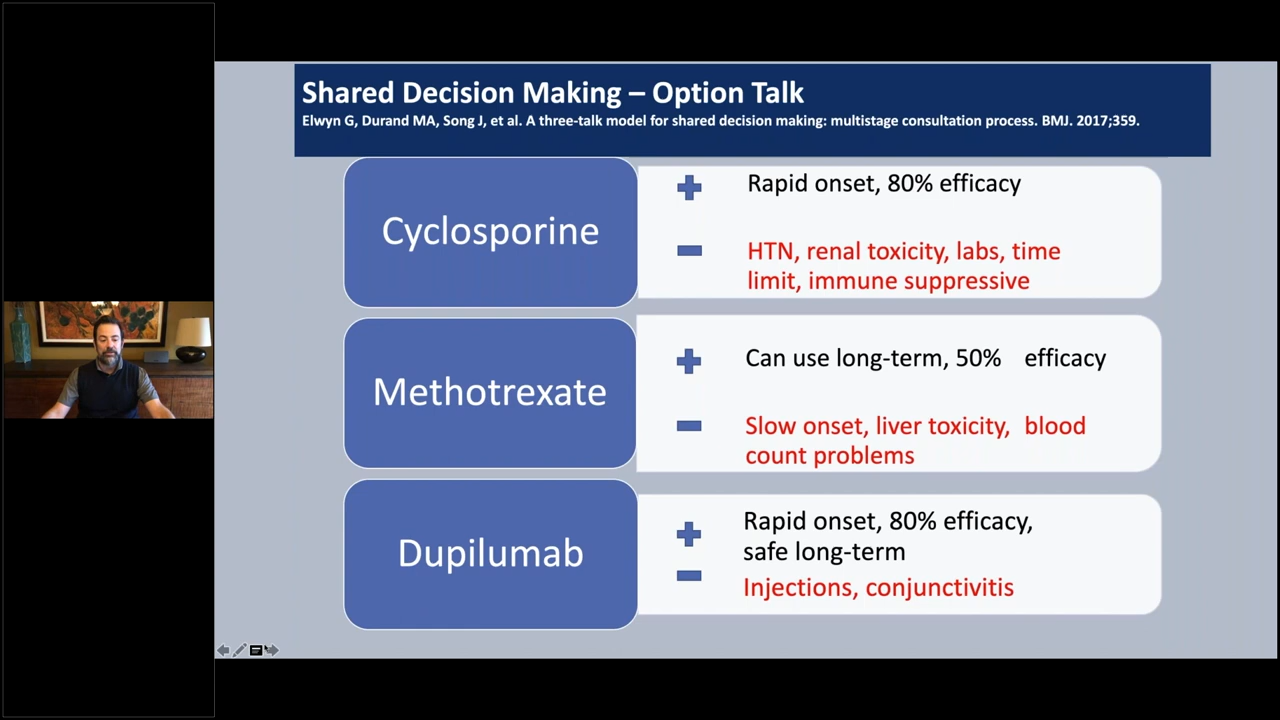 Shared Decision Making – Option Talk
Elwyn G, Durand MA, Song J, et al. A three-talk model for shared decision making: multistage consultation process. BMJ. 2017;359.
Cyclosporine
Rapid onset, 80% efficacy
HTN, renal toxicity, labs, time
limit, immune suppressive
Methotrexate
Can use long-term, 50% efficacy
Slow onset, liver toxicity, blood
count problems
Dupilumab
Rapid onset, 80% efficacy,
safe long-term
Injections, conjunctivitis